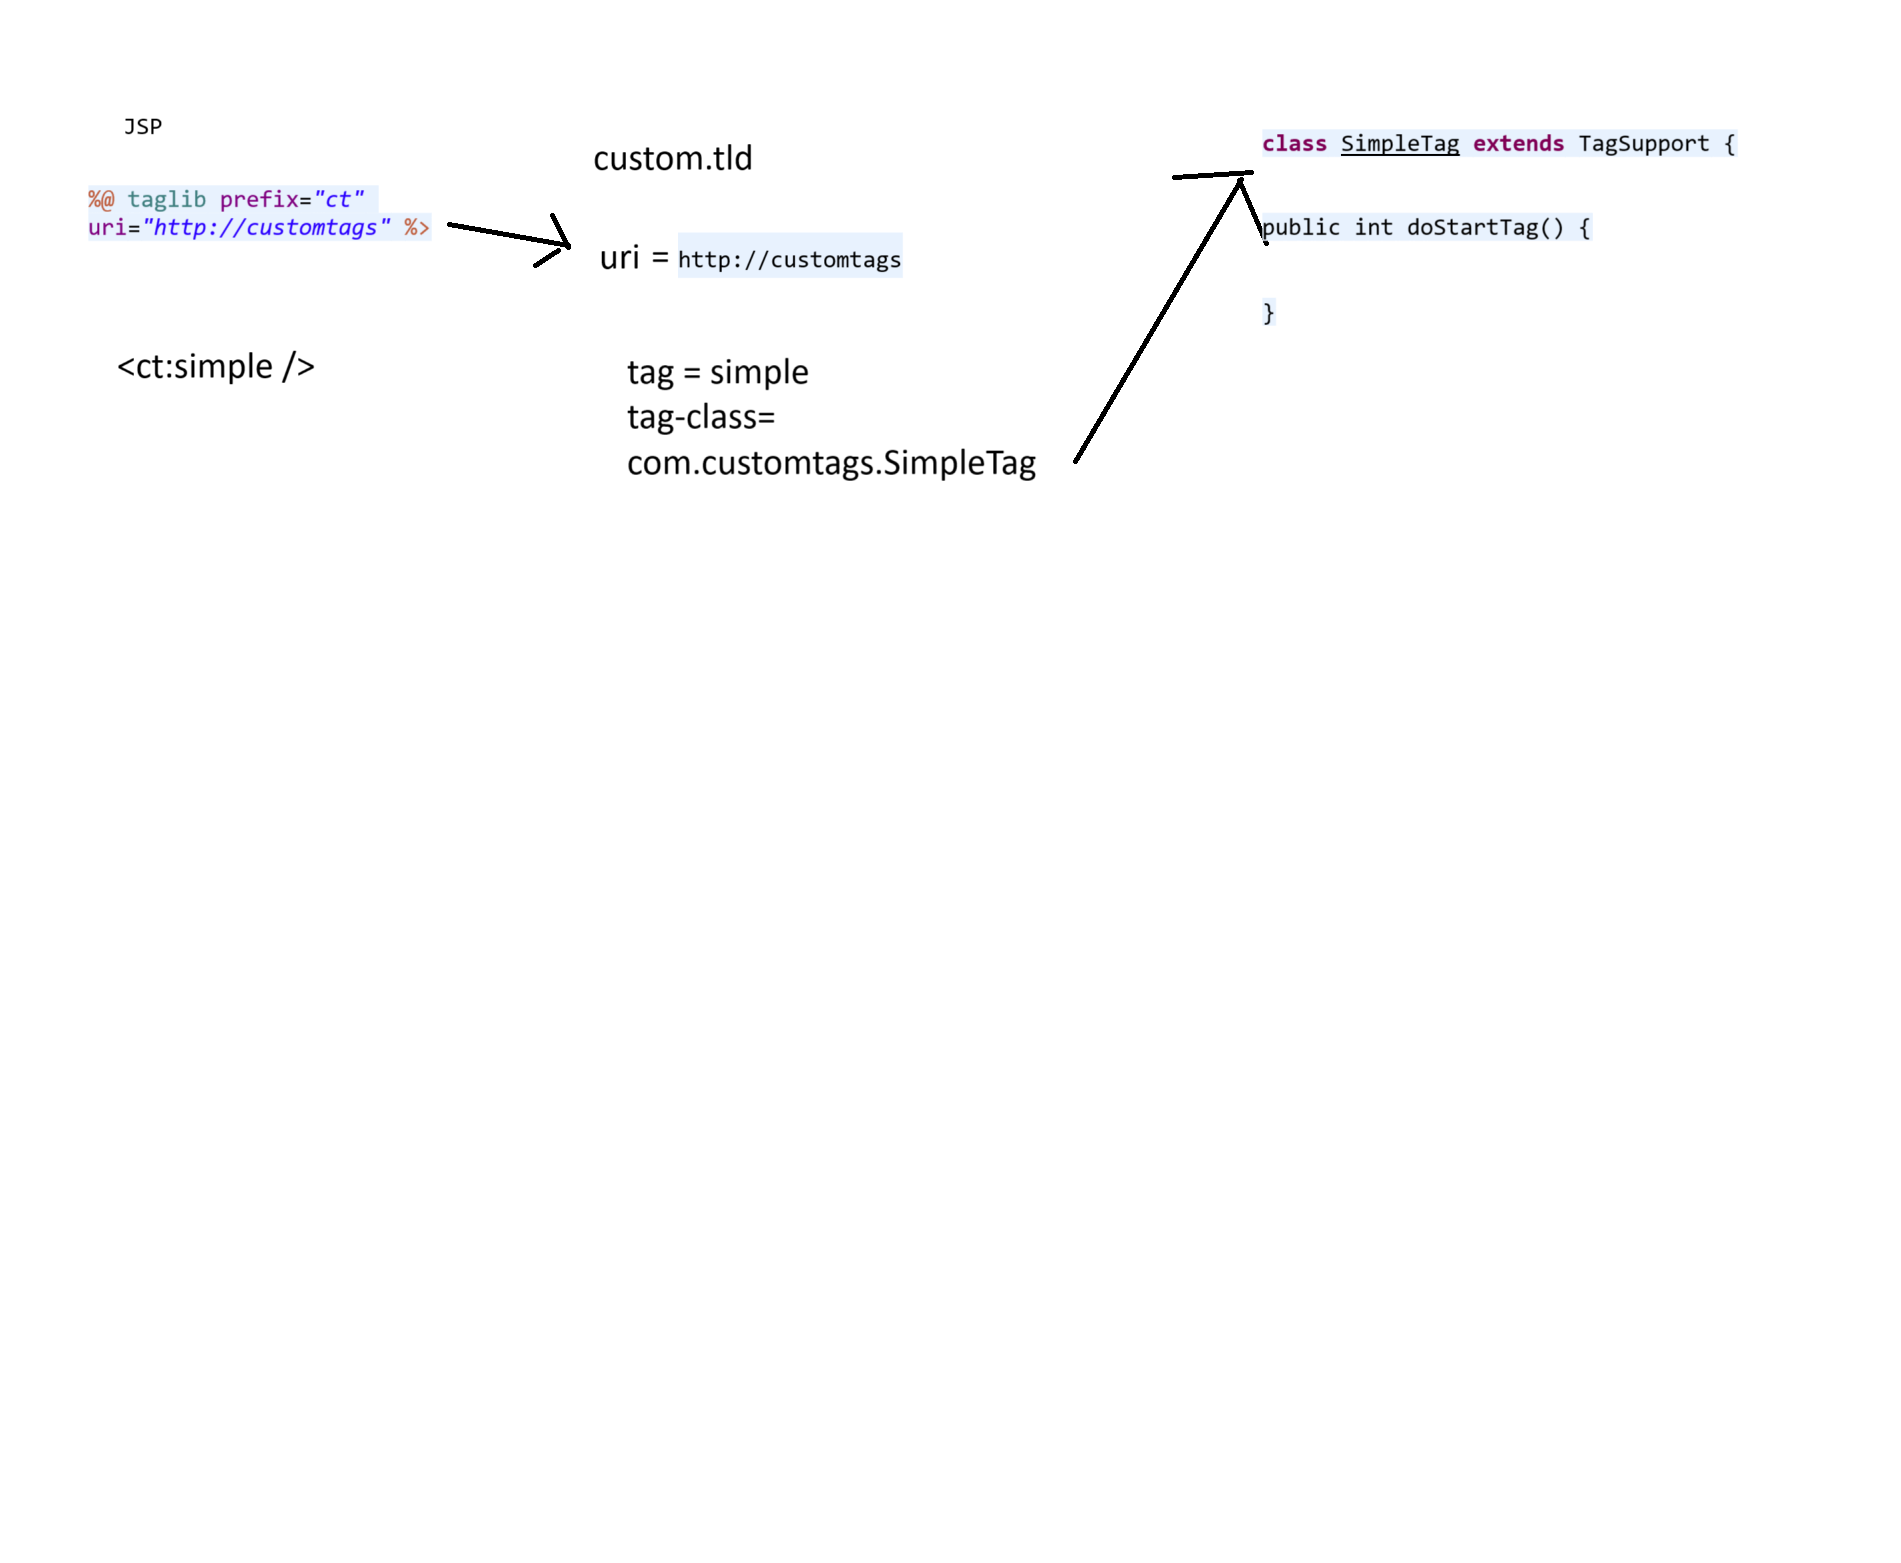 JSP
%@ taglib prefix="ct"
uri="http://customtags" %>
<ct:simple />
custom.tld
uri = http://customtags
tag = simple
tag-class=
com.customtags.SimpleTag
class SimpleTag extends TagSupport {
public int doStartTag() {
}